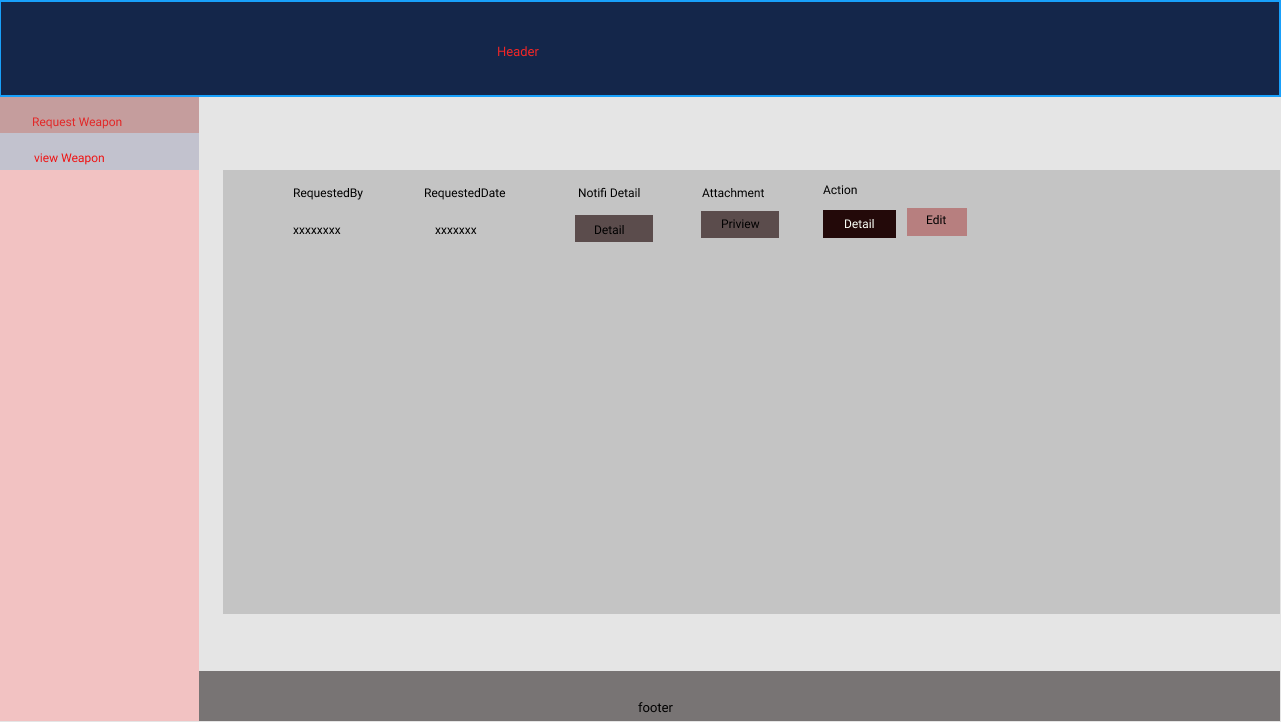 Header
Request Weapon
view Weapon
RequestedBy RequestedDate Notifi Detail Attachment Action
xxxxxxxx xxxxxxx Detail Priview Detail Edit
footer